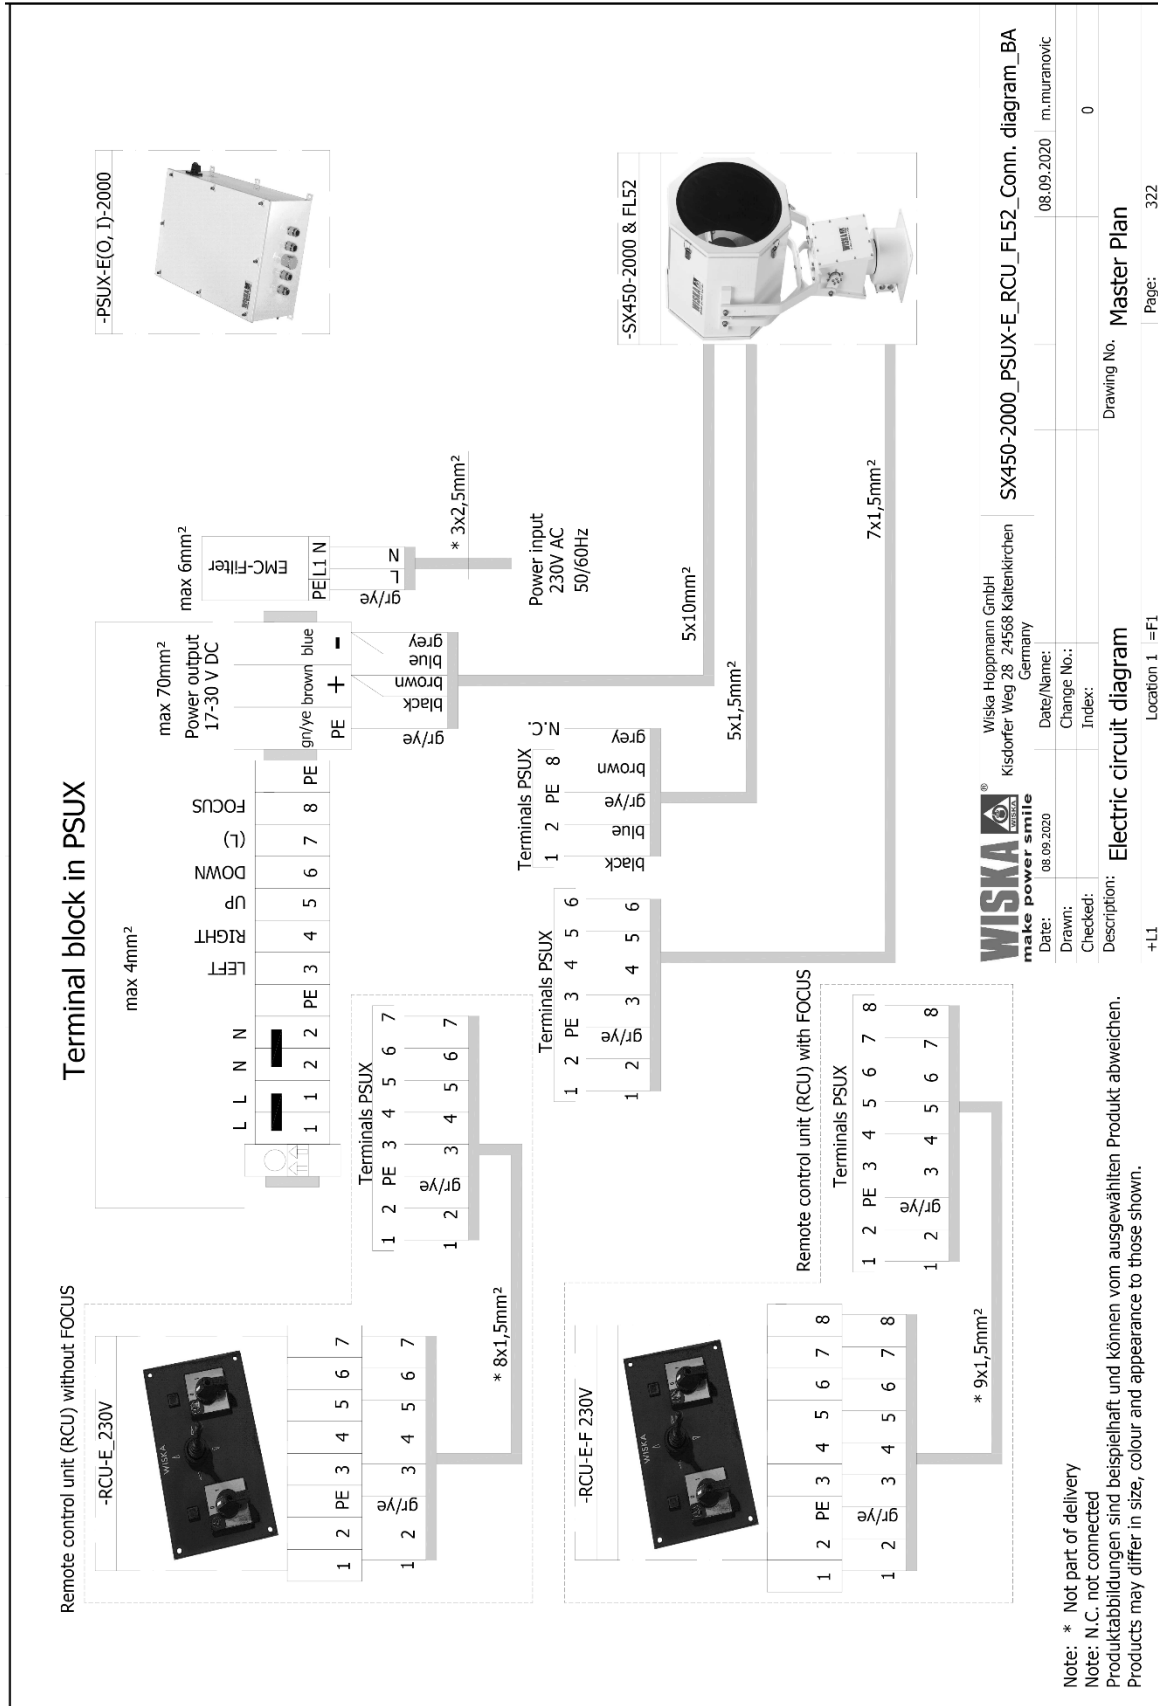 Terminal block in PSUX
max 4mm²
max 70mm²
Power output
17-30 V DC
max 6mm²
-PSUX-E(O, I)-2000
L L N N
LEFT
RIGHT
UP
DOWN
(L)
FOCUS
1 1 2 2 PE 3 4 5 6 7 8 PE
gn/ye brown blue
PE + -
gr/ye black brown blue grey
EMC-Filter
PE L1 N
gr/ye L N
* 3x2,5mm²
Power input
230V AC
50/60Hz
-SX450-2000 & FL52
5x10mm²
5x1,5mm²
7x1,5mm²
Remote control unit (RCU) without FOCUS
-RCU-E_230V
WISKA
1 2 PE 3 4 5 6 7
1 2 gr/ye 3 4 5 6 7
* 8x1,5mm²
Terminals PSUX
1 2 PE 3 4 5 6 7
1 2 gr/ye 3 4 5 6 7
Terminals PSUX
1 2 PE 3 4 5 6
1 2 gr/ye 3 4 5 6
Terminals PSUX
1 2 PE 8 N.C.
black blue gr/ye brown grey
Remote control unit (RCU) with FOCUS
-RCU-E-F 230V
WISKA
1 2 PE 3 4 5 6 7 8
1 2 gr/ye 3 4 5 6 7 8
* 9x1,5mm²
Terminals PSUX
1 2 PE 3 4 5 6 7 8
1 2 gr/ye 3 4 5 6 7 8
Note: * Not part of delivery
Note: N.C. not connected
Produktabbildungen sind beispielhaft und können vom ausgewählten Produkt abweichen.
Products may differ in size, colour and appearance to those shown.
WISKA ®
make power smile
Wiska Hoppmann GmbH
Kisdorfer Weg 28 24568 Kaltenkirchen
Germany
SX450-2000_PSUX-E_RCU_FL52_Conn. diagram_BA
Date: 08.09.2020 Date/Name: 08.09.2020 m.muranovic
Drawn: Change No.:
Checked: Index: 0
Description: Electric circuit diagram Drawing No. Master Plan
+L1 Location 1 =F1 Page: 322